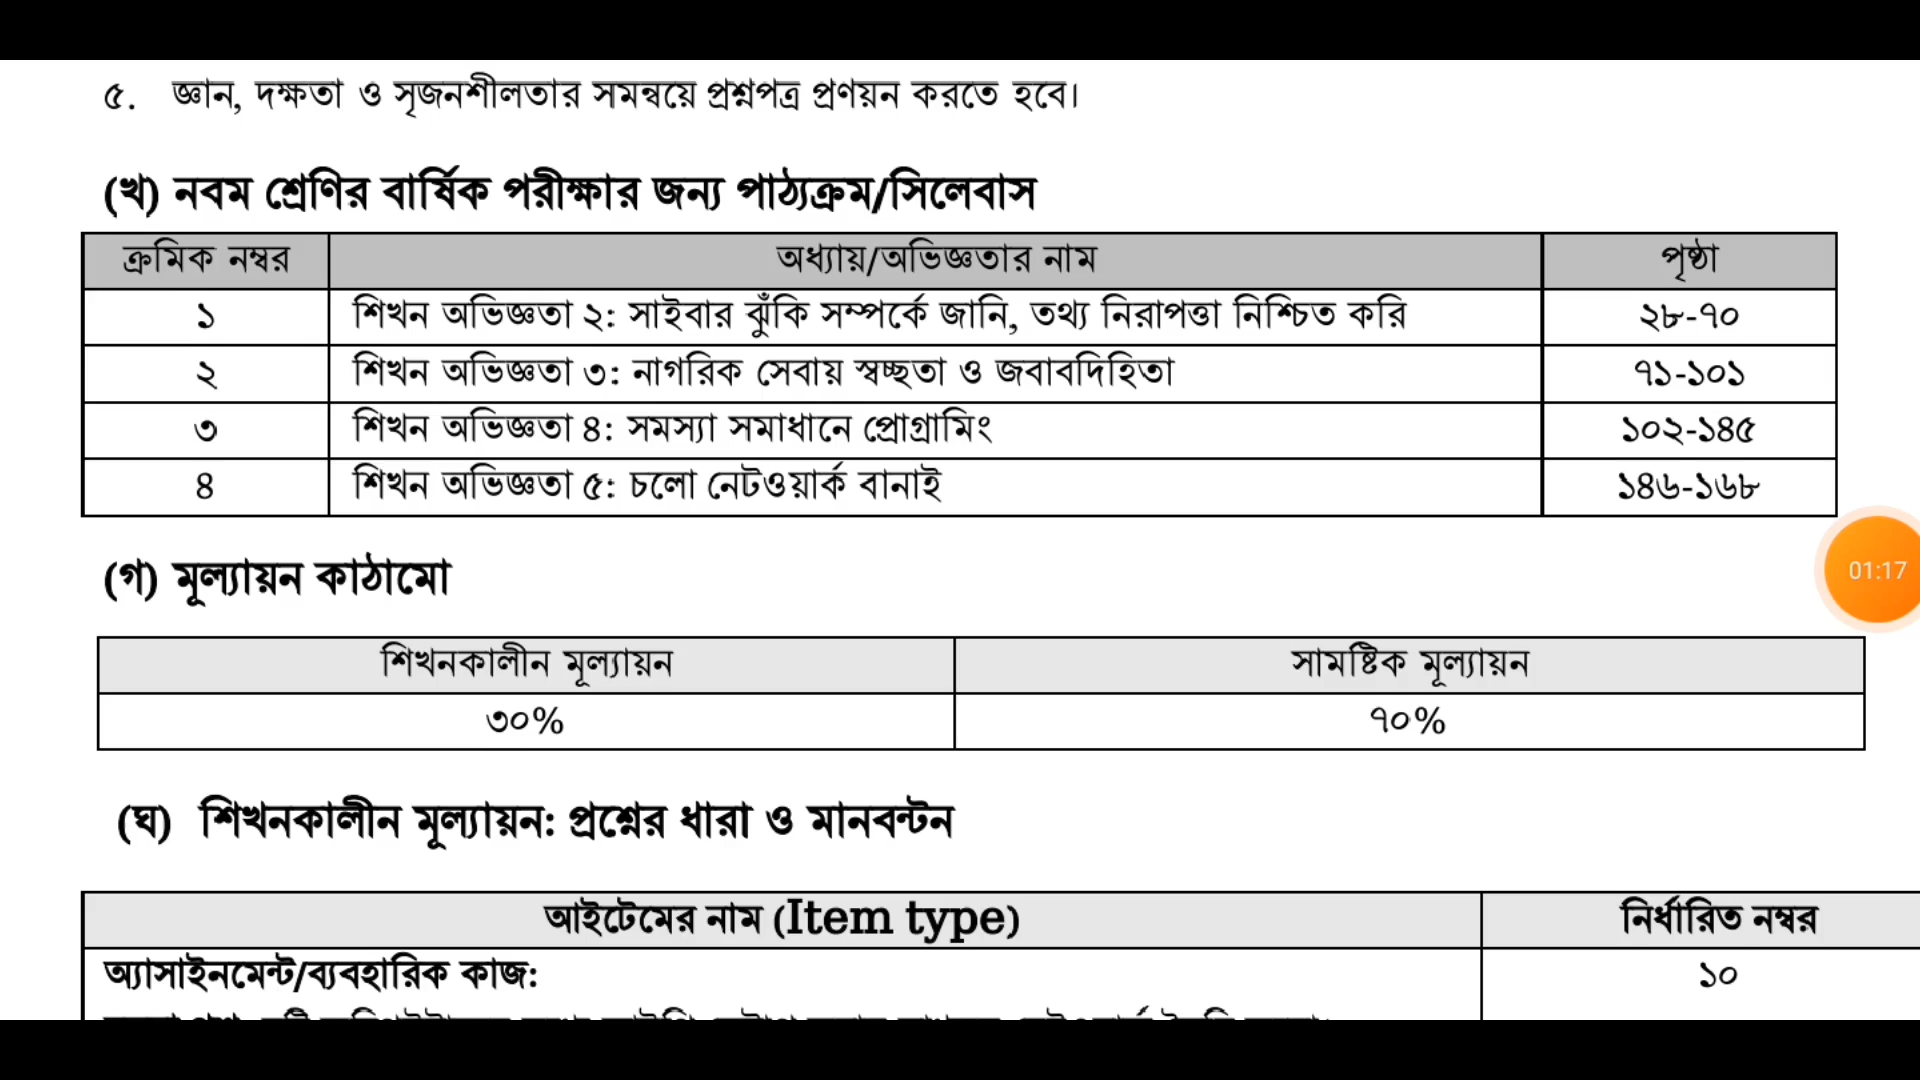 ৫. জ্ঞান, দক্ষতা ও সৃজনশীলতার সমন্বয়ে প্রশ্নপত্র প্রণয়ন করতে হবে।
(খ) নবম শ্রেণির বার্ষিক পরীক্ষার জন্য পাঠ্যক্রম/সিলেবাস
ক্রমিক নম্বর অধ্যায়/অভিজ্ঞতার নাম পৃষ্ঠা
১ শিখন অভিজ্ঞতা ২: সাইবার ঝুঁকি সম্পর্কে জানি, তথ্য নিরাপত্তা নিশ্চিত করি ২৮-৭০
২ শিখন অভিজ্ঞতা ৩: নাগরিক সেবায় স্বচ্ছতা ও জবাবদিহিতা ৭১-১০১
৩ শিখন অভিজ্ঞতা ৪: সমস্যা সমাধানে প্রোগ্রামিং ১০২-১৪৫
৪ শিখন অভিজ্ঞতা ৫: চলো নেটওয়ার্ক বানাই ১৪৬-১৬৮
01:17
(গ) মূল্যায়ন কাঠামো
শিখনকালীন মূল্যায়ন সামষ্টিক মূল্যায়ন
৩০% ৭০%
(ঘ) শিখনকালীন মূল্যায়ন: প্রশ্নের ধারা ও মানবন্টন
আইটেমের নাম (Item type) নির্ধারিত নম্বর
অ্যাসাইনমেন্ট/ব্যবহারিক কাজ: ১০